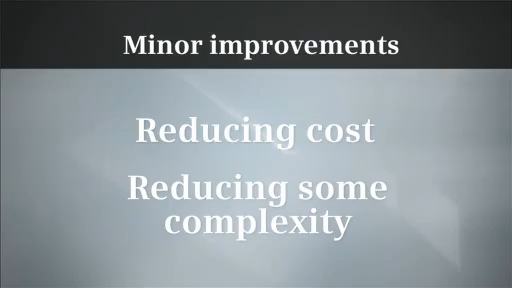 Minor improvements
Reducing cost
Reducing some
complexity